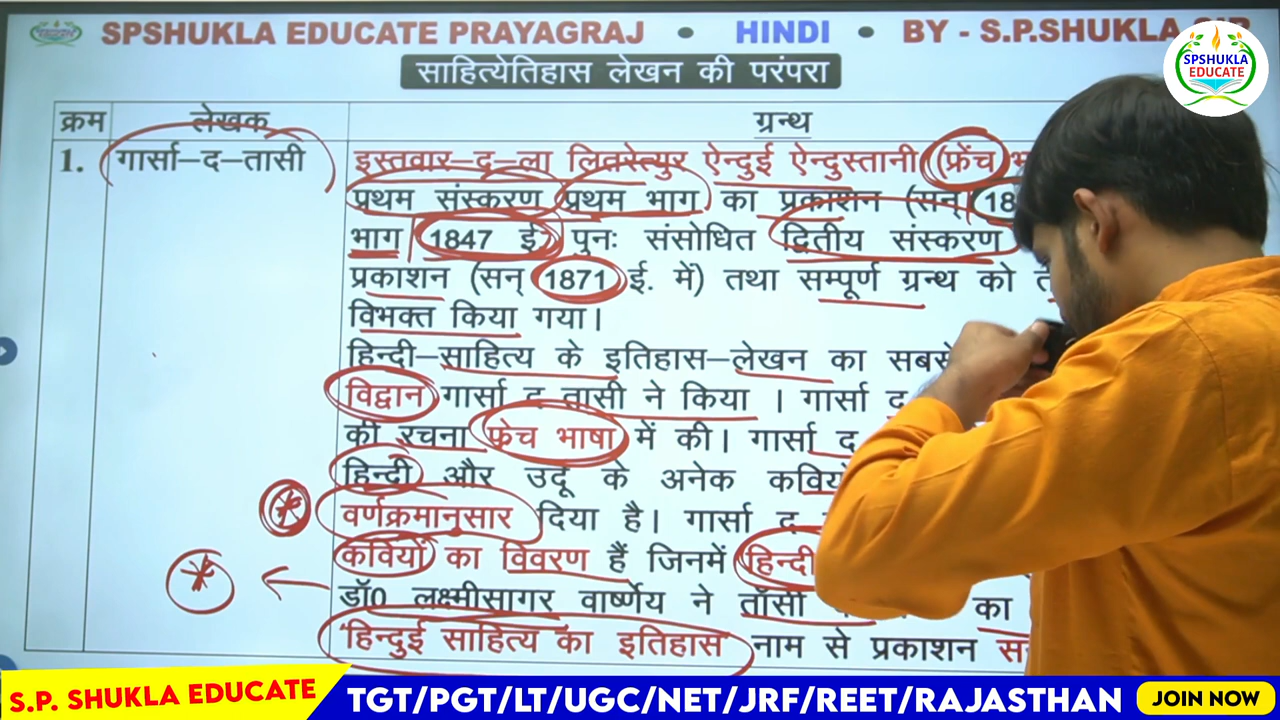 SPSHUKLA EDUCATE PRAYAGRAJ • HINDI • BY - S.P.SHUKLA SIR
SPSHUKLA
EDUCATE
साहित्येतिहास लेखन की परंपरा
क्रम लेखक ग्रन्थ
1. गार्सा–द–तासी इस्तवार–द–ला लितरेत्युर ऐन्दुई ऐन्दुस्तानी (फ्रेंच
प्रथम संस्करण प्रथम भाग का प्रकाशन (सन् 18
भाग 1847 ई पुनः संसोधित द्वितीय संस्करण
प्रकाशन (सन् 1871 ई. में) तथा सम्पूर्ण ग्रन्थ को
विभक्त किया गया।
हिन्दी–साहित्य के इतिहास–लेखन का सबसे
विद्वान गार्सा द तासी ने किया । गार्सा द
की रचना फ्रेच भाषा में की। गार्सा द
हिन्दी और उर्दू के अनेक कवियों
वर्णक्रमानुसार दिया है। गार्सा द
कवियों का विवरण हैं जिनमें हिन्दी
डॉ0 लक्ष्मीसागर वार्ष्णेय ने तॉसी का
'हिन्दुई साहित्य का इतिहास' नाम से प्रकाशन
S.P. SHUKLA EDUCATE
TGT/PGT/LT/UGC/NET/JRF/REET/RAJASTHAN
JOIN NOW